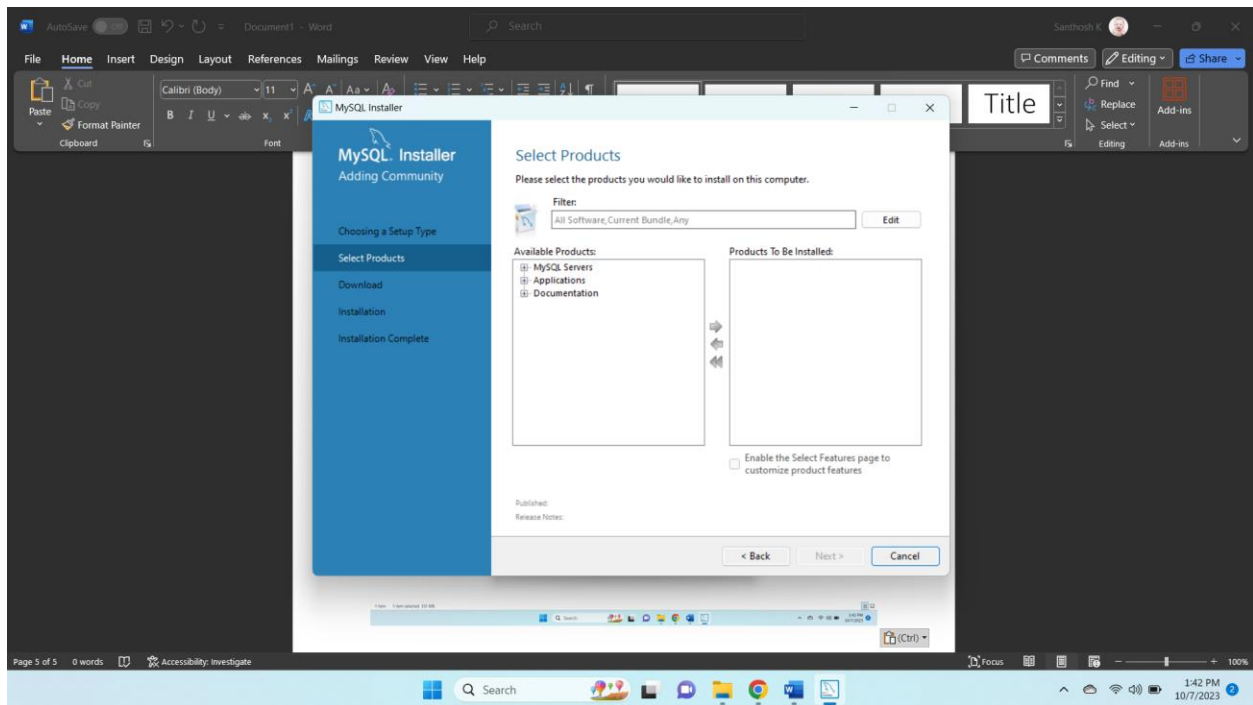 AutoSave Off Document1 - Word Search Santhosh K
File Home Insert Design Layout References Mailings Review View Help Comments Editing Share
Paste
Cut
Copy
Format Painter
Clipboard
Calibri (Body) 11 A A Aa A
B I U ab x x
Font
Title
Find
Replace
Select
Editing
Add-ins
Add-ins
MySQL Installer
MySQL. Installer
Adding Community
Choosing a Setup Type
Select Products
Download
Installation
Installation Complete
Select Products
Please select the products you would like to install on this computer.
Filter:
All Software,Current Bundle,Any Edit
Available Products: Products To Be Installed:
MySQL Servers
Applications
Documentation
Enable the Select Features page to
customize product features
Published:
Release Notes:
< Back Next > Cancel
Search
(Ctrl)
Page 5 of 5 0 words Accessibility: Investigate Focus 100%
Search
1:42 PM
10/7/2023 2